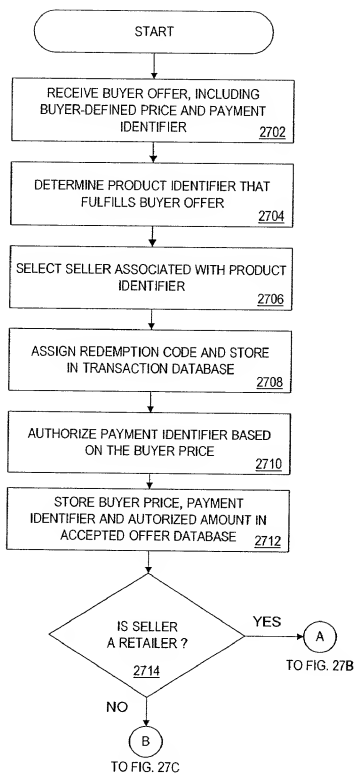 START
RECEIVE BUYER OFFER, INCLUDING
BUYER-DEFINED PRICE AND PAYMENT
IDENTIFIER
2702
DETERMINE PRODUCT IDENTIFIER THAT
FULFILLS BUYER OFFER
2704
SELECT SELLER ASSOCIATED WITH PRODUCT
IDENTIFIER
2706
ASSIGN REDEMPTION CODE AND STORE
IN TRANSACTION DATABASE
2708
AUTHORIZE PAYMENT IDENTIFIER BASED
ON THE BUYER PRICE
2710
STORE BUYER PRICE, PAYMENT
IDENTIFIER AND AUTORIZED AMOUNT IN
ACCEPTED OFFER DATABASE
2712
IS SELLER
A RETAILER ?
2714
YES
A
TO FIG. 27B
NO
B
TO FIG. 27C